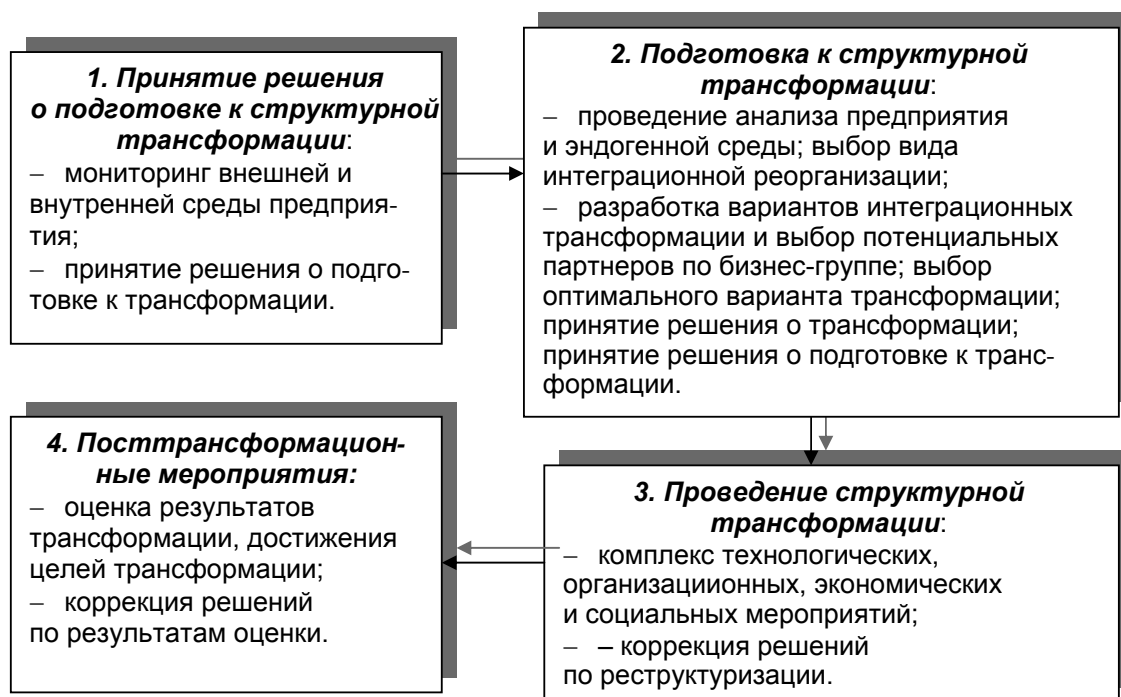 1. Принятие решения
о подготовке к структурной
трансформации:
– мониторинг внешней и
внутренней среды предприя-
тия;
– принятие решения о подго-
товке к трансформации.
2. Подготовка к структурной
трансформации:
– проведение анализа предприятия
и эндогенной среды; выбор вида
интеграционной реорганизации;
– разработка вариантов интеграционных
трансформации и выбор потенциальных
партнеров по бизнес-группе; выбор
оптимального варианта трансформации;
принятие решения о трансформации;
принятие решения о подготовке к транс-
формации.
3. Проведение структурной
трансформации:
– комплекс технологических,
организациионных, экономических
и социальных мероприятий;
– – коррекция решений
по реструктуризации.
4. Посттрансформацион-
ные мероприятия:
– оценка результатов
трансформации, достижения
целей трансформации;
– коррекция решений
по результатам оценки.